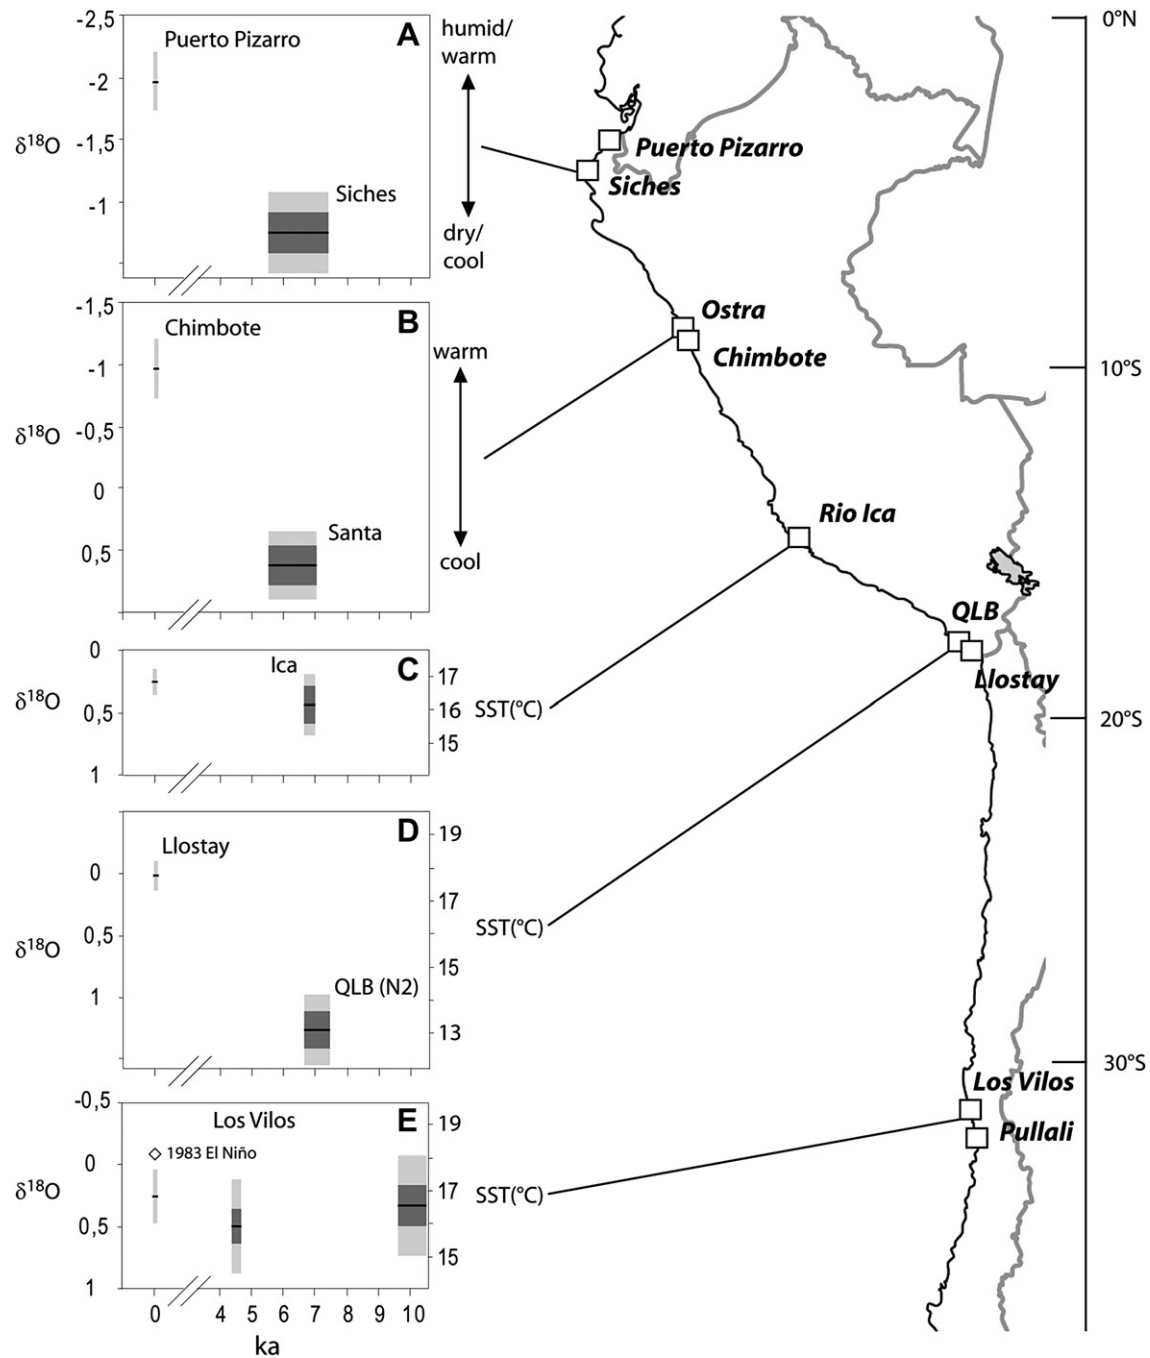 -2,5
Puerto Pizarro
A
-2
δ18O
-1,5
-1
Siches
humid/
warm
dry/
cool
-1,5
Chimbote
B
-1
δ18O
-0,5
0
0,5
Santa
warm
cool
0
Ica
C
δ18O
0,5
1
17
16
15
SST(°C)
Llostay
D
0
0,5
δ18O
1
QLB (N2)
19
17
15
13
SST(°C)
-0,5
Los Vilos
E
1983 El Niño
0
δ18O
0,5
1
19
17
15
SST(°C)
0 4 5 6 7 8 9 10
ka
Puerto Pizarro
Siches
Ostra
Chimbote
Rio Ica
QLB
Llostay
Los Vilos
Pullali
0°N
10°S
20°S
30°S